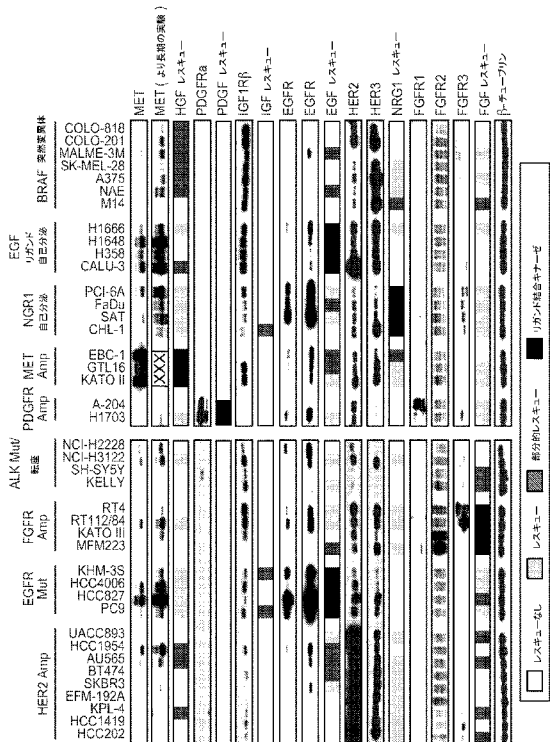 MET
MET(より長期の実験)
HGF レスキュー
PDGFRa
PDGF レスキュー
IGF1Rβ
IGF レスキュー
EGFR
EGFR
EGF レスキュー
HER2
HER3
NRG1 レスキュー
FGFR1
FGFR2
FGFR3
FGF レスキュー
β-チューブリン
BRAF 突然変異体
COLO-818
COLO-201
MALME-3M
SK-MEL-28
A375
NAE
M14
EGF
リガンド
自己分泌
H1666
H1648
H358
CALU-3
NGR1
自己分泌
PCI-6A
FaDu
SAT
CHL-1
MET
Amp
EBC-1
GTL16
KATO II
XXX
PDGFR
Amp
A-204
H1703
ALK Mut/
転座
NCI-H2228
NCI-H3122
SH-SY5Y
KELLY
FGFR
Amp
RT4
RT112/84
KATO IIi
MFM223
EGFR
Mut
KHM-3S
HCC4006
HCC827
PC9
HER2 Amp
UACC893
HCC1954
AU565
BT474
SKBR3
EFM-192A
KPL-4
HCC1419
HCC202
レスキューなし
レスキュー
部分的レスキュー
リガンド結合キナーゼ